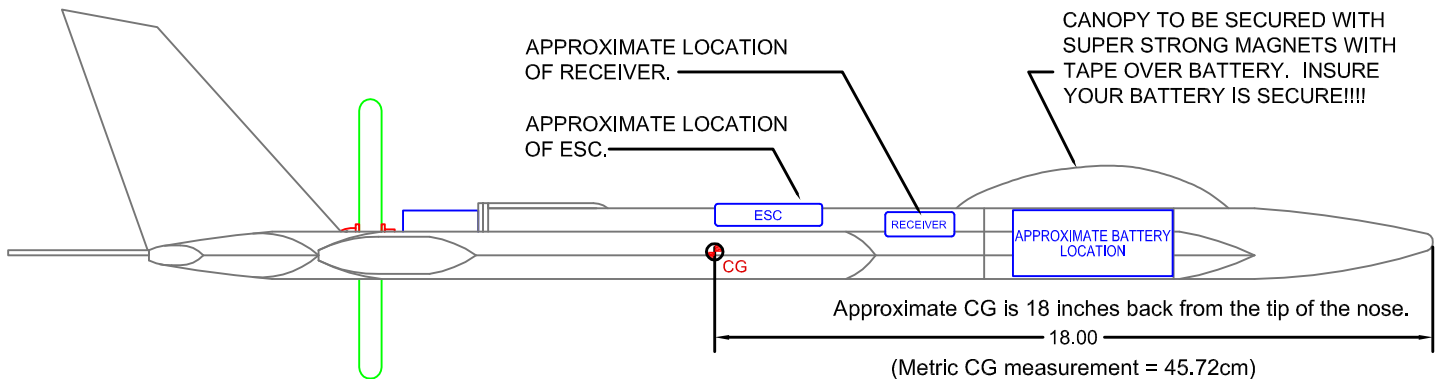 APPROXIMATE LOCATION
OF RECEIVER.
APPROXIMATE LOCATION
OF ESC.
CANOPY TO BE SECURED WITH
SUPER STRONG MAGNETS WITH
TAPE OVER BATTERY. INSURE
YOUR BATTERY IS SECURE!!!!
ESC
RECEIVER
APPROXIMATE BATTERY
LOCATION
CG
Approximate CG is 18 inches back from the tip of the nose.
18.00
(Metric CG measurement = 45.72cm)